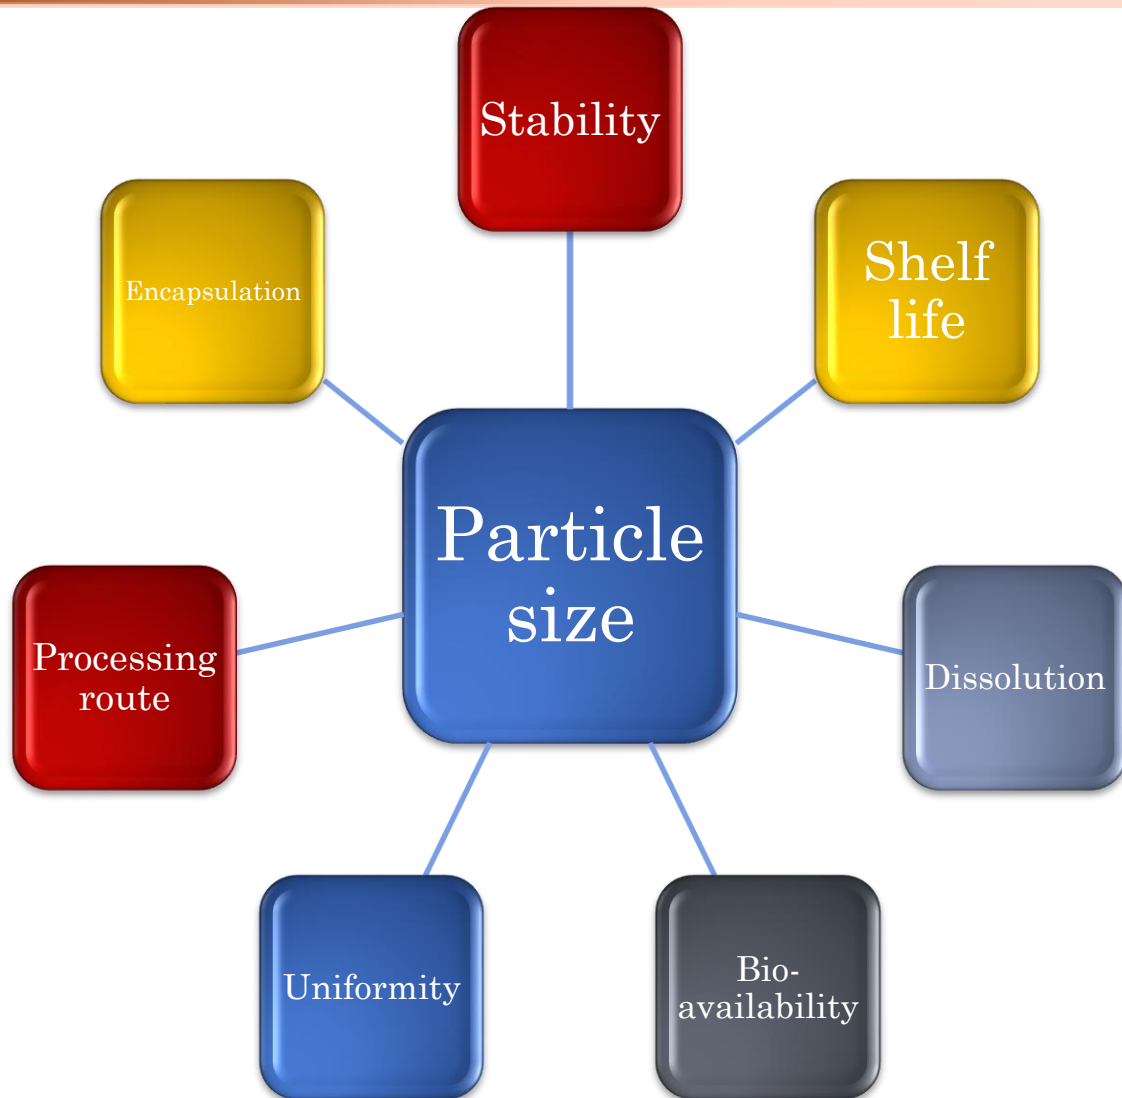 Stability
Encapsulation
Shelf
life
Particle
size
Processing
route
Dissolution
Uniformity
Bio-
availability